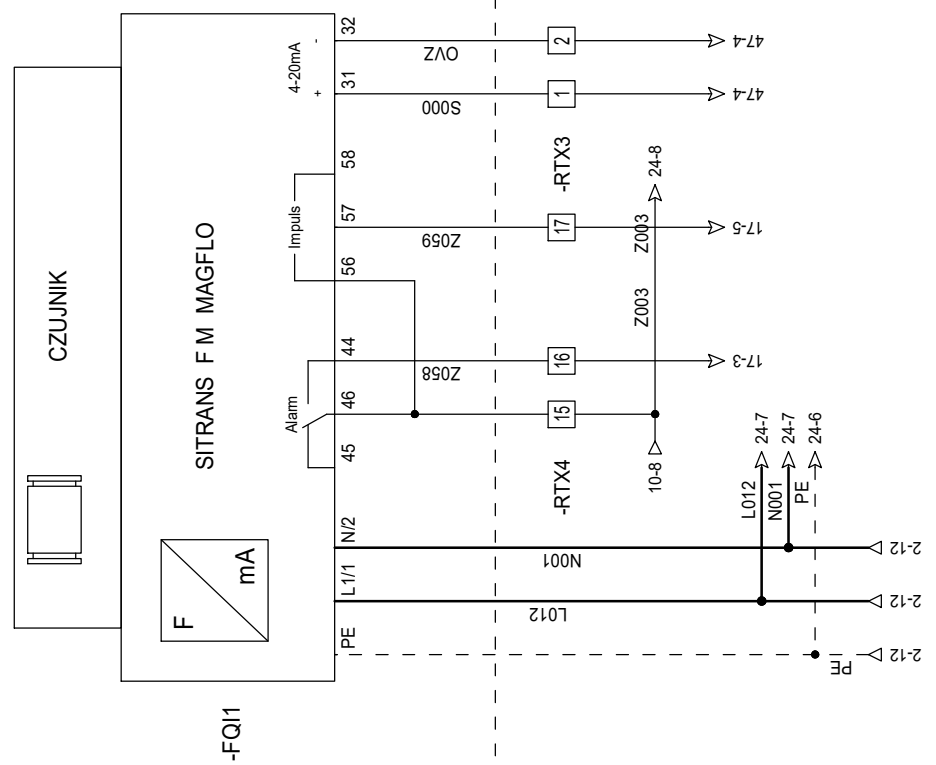 CZUJNIK
-FQI1
SITRANS F M MAGFLO
F
mA
Alarm
Impuls
4-20mA
+
-
PE
L1/1
N/2
45
46
44
56
57
58
31
32
L012
N001
Z058
Z059
S000
OVZ
-RTX4
15
16
17
-RTX3
1
2
10-8
Z003
Z003
24-8
L012
24-7
N001
24-7
PE
24-6
PE
2-12
2-12
2-12
17-3
17-5
47-4
47-4